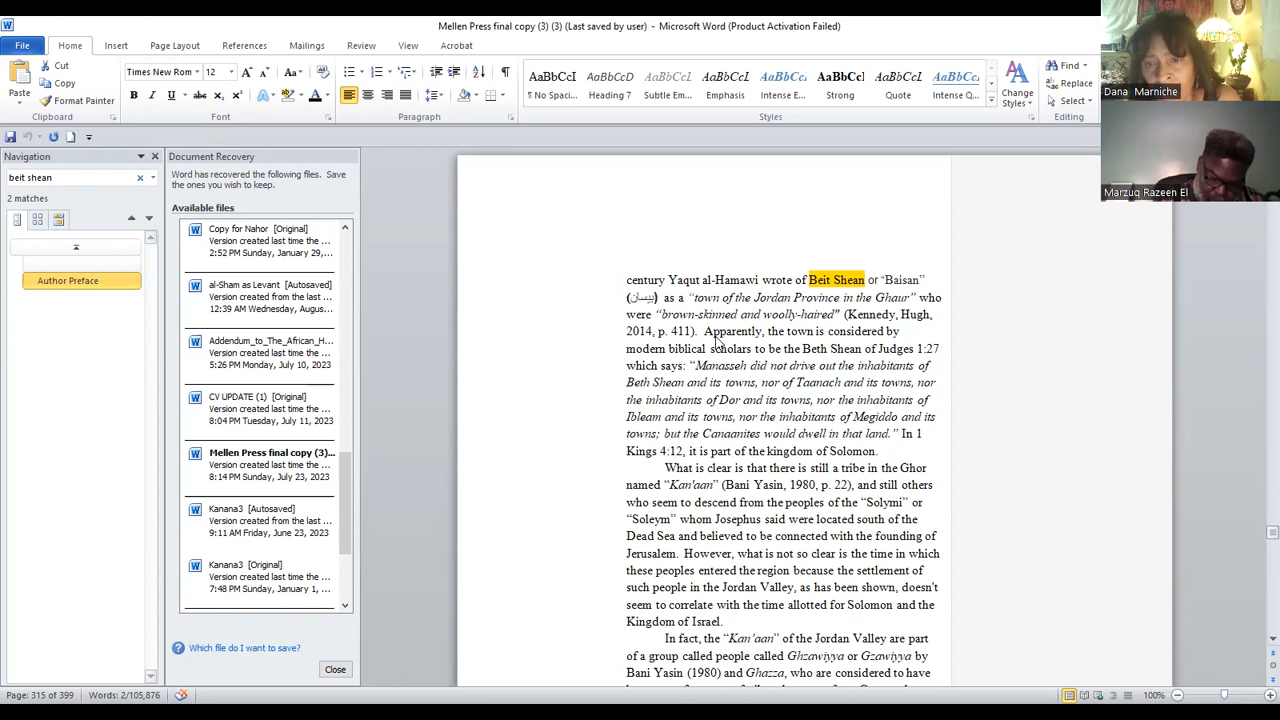 Mellen Press final copy (3) (3) (Last saved by user) - Microsoft Word (Product Activation Failed)
File Home Insert Page Layout References Mailings Review View Acrobat
Paste
Cut
Copy
Format Painter
Clipboard
Times New Rom 12
Font
Paragraph
AaBbCcI AaBbCcD AaBbCcI AaBbCcL AaBbCci AaBbCcI AaBbCcL AaBbCci
¶ No Spaci... Heading 7 Subtle Em... Emphasis Intense E... Strong Quote Intense Q...
Change Styles
Styles
Find
Replace
Select
Editing
Dana Marniche
Marzuq Razeen El
Navigation
beit shean
2 matches
Author Preface
Document Recovery
Word has recovered the following files. Save
the ones you wish to keep.
Available files
Copy for Nahor [Original]
Version created last time the ...
2:52 PM Sunday, January 29,
al-Sham as Levant [Autosaved]
Version created from the last ...
12:39 AM Wednesday, Augus...
Addendum_to_The_African_H...
Version created last time the ...
5:26 PM Monday, July 10, 2023
CV UPDATE (1) [Original]
Version created last time the ...
8:04 PM Tuesday, July 11, 2023
Mellen Press final copy (3)...
Version created last time the ...
8:14 PM Sunday, July 23, 2023
Kanana3 [Autosaved]
Version created from the last ...
9:11 AM Friday, June 23, 2023
Kanana3 [Original]
Version created last time the ...
7:48 PM Sunday, January 1, ...
Which file do I want to save?
Close
century Yaqut al-Hamawi wrote of Beit Shean or “Baisan”
(بيسان) as a “town of the Jordan Province in the Ghaur” who
were “brown-skinned and woolly-haired" (Kennedy, Hugh,
2014, p. 411). Apparently, the town is considered by
modern biblical scholars to be the Beth Shean of Judges 1:27
which says: “Manasseh did not drive out the inhabitants of
Beth Shean and its towns, nor of Taanach and its towns, nor
the inhabitants of Dor and its towns, nor the inhabitants of
Ibleam and its towns, nor the inhabitants of Megiddo and its
towns; but the Canaanites would dwell in that land.” In 1
Kings 4:12, it is part of the kingdom of Solomon.
What is clear is that there is still a tribe in the Ghor
named “Kan'aan” (Bani Yasin, 1980, p. 22), and still others
who seem to descend from the peoples of the “Solymi” or
“Soleym” whom Josephus said were located south of the
Dead Sea and believed to be connected with the founding of
Jerusalem. However, what is not so clear is the time in which
these peoples entered the region because the settlement of
such people in the Jordan Valley, as has been shown, doesn't
seem to correlate with the time allotted for Solomon and the
Kingdom of Israel.
In fact, the “Kan’aan” of the Jordan Valley are part
of a group called people called Ghzawiyya or Gzawiyya by
Bani Yasin (1980) and Ghazza, who are considered to have
Page: 315 of 399 Words: 2/105,876 100%